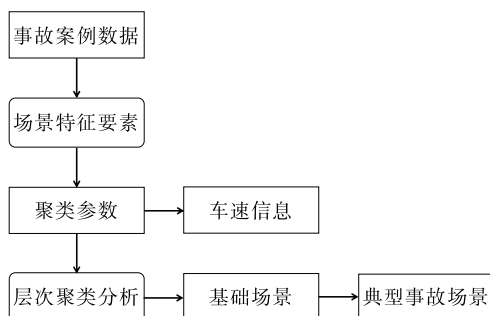 事故案例数据
场景特征要素
聚类参数
车速信息
层次聚类分析
基础场景
典型事故场景